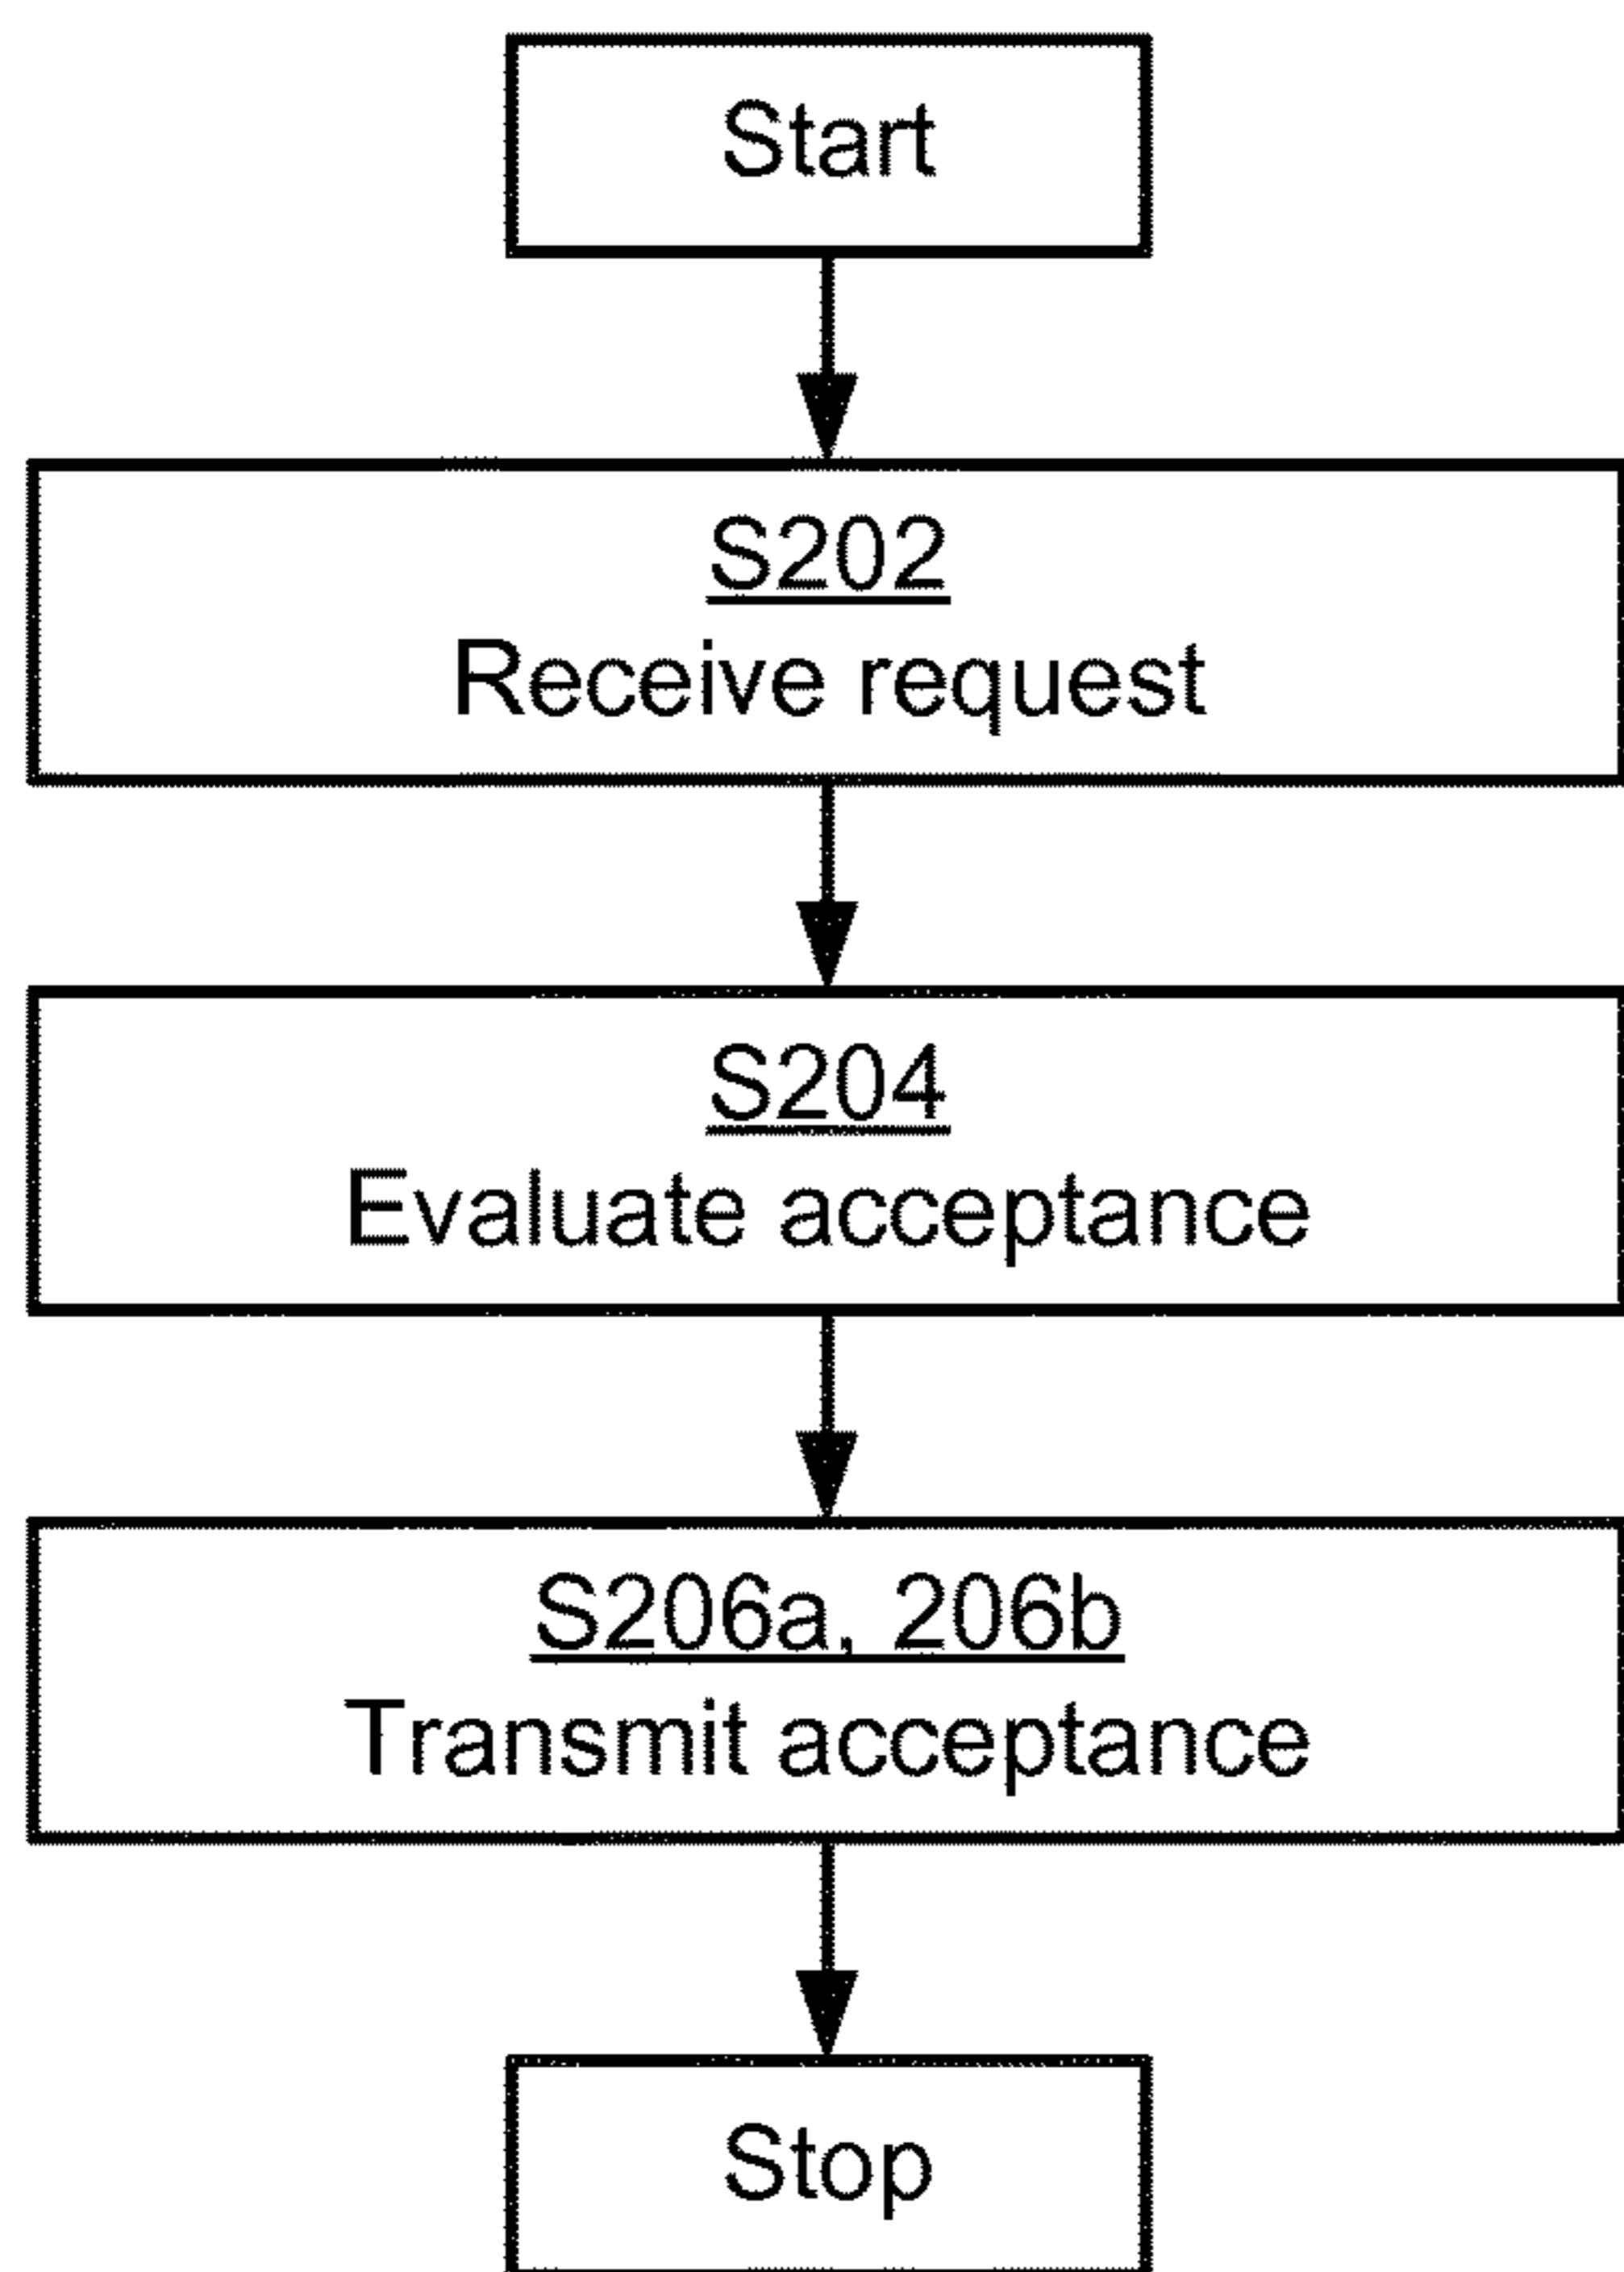 Start
S202
Receive request
S204
Evaluate acceptance
S206a, 206b
Transmit acceptance
Stop